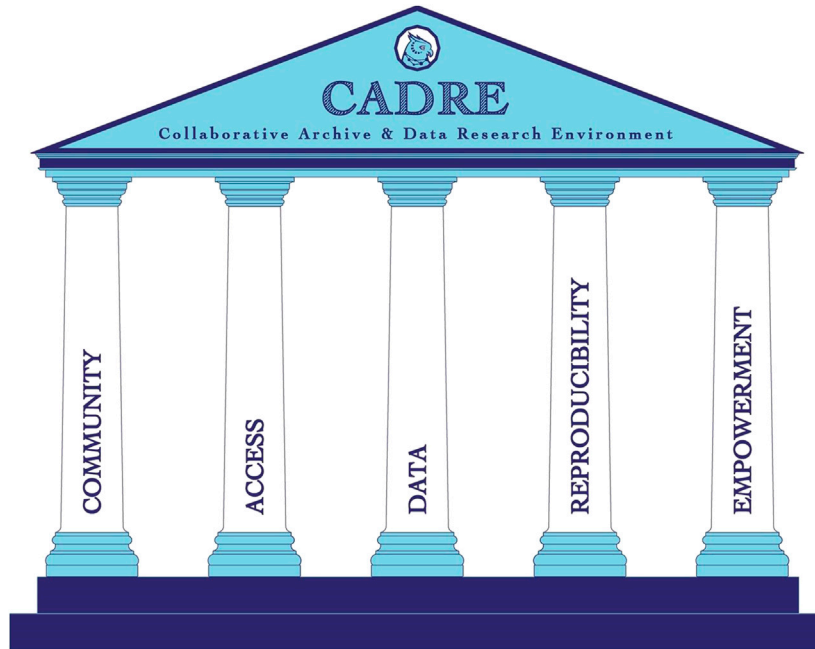 CADRE
Collaborative Archive & Data Research Environment
COMMUNITY
ACCESS
DATA
REPRODUCIBILITY
EMPOWERMENT